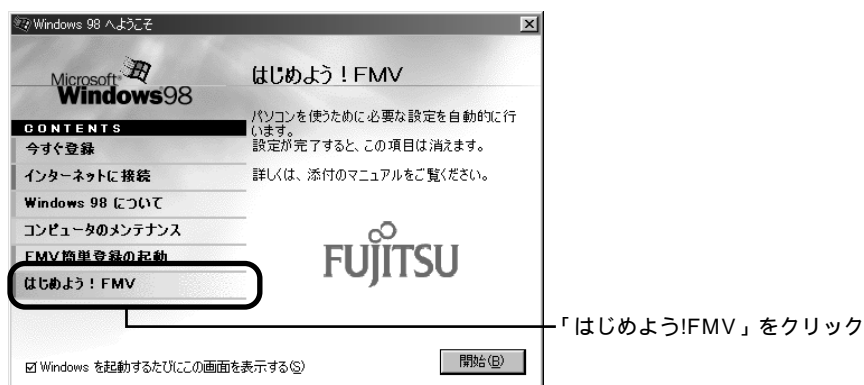 Windows 98 へようこそ
Microsoft
Windows98
CONTENTS
今すぐ登録
インターネットに接続
Windows 98 について
コンピュータのメンテナンス
FMV簡単登録の起動
はじめよう!FMV
はじめよう!FMV
パソコンを使うために必要な設定を自動的に行
います。
設定が完了すると、この項目は消えます。
詳しくは、添付のマニュアルをご覧ください。
FUJITSU
「はじめよう!FMV」をクリック
Windows を起動するたびにこの画面を表示する(S)
開始(B)